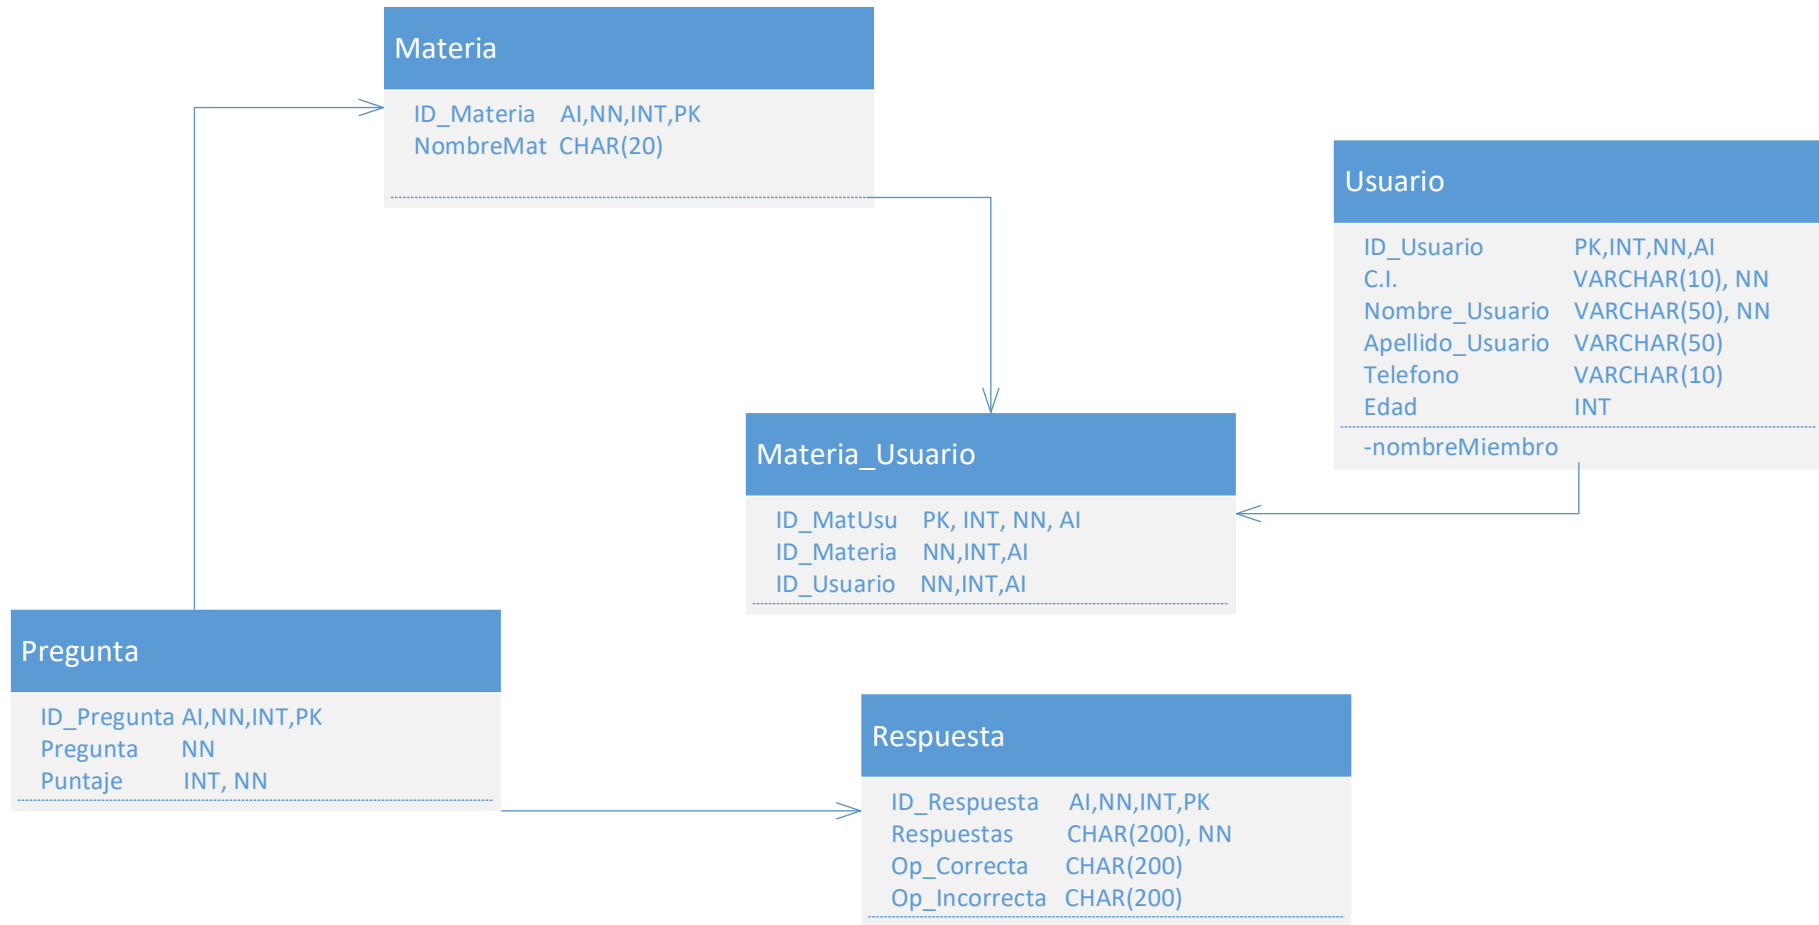 Materia
ID_Materia AI,NN,INT,PK
NombreMat CHAR(20)
Usuario
ID_Usuario PK,INT,NN,AI
C.I. VARCHAR(10), NN
Nombre_Usuario VARCHAR(50), NN
Apellido_Usuario VARCHAR(50)
Telefono VARCHAR(10)
Edad INT
-nombreMiembro
Materia_Usuario
ID_MatUsu PK, INT, NN, AI
ID_Materia NN,INT,AI
ID_Usuario NN,INT,AI
Pregunta
ID_Pregunta AI,NN,INT,PK
Pregunta NN
Puntaje INT, NN
Respuesta
ID_Respuesta AI,NN,INT,PK
Respuestas CHAR(200), NN
Op_Correcta CHAR(200)
Op_Incorrecta CHAR(200)